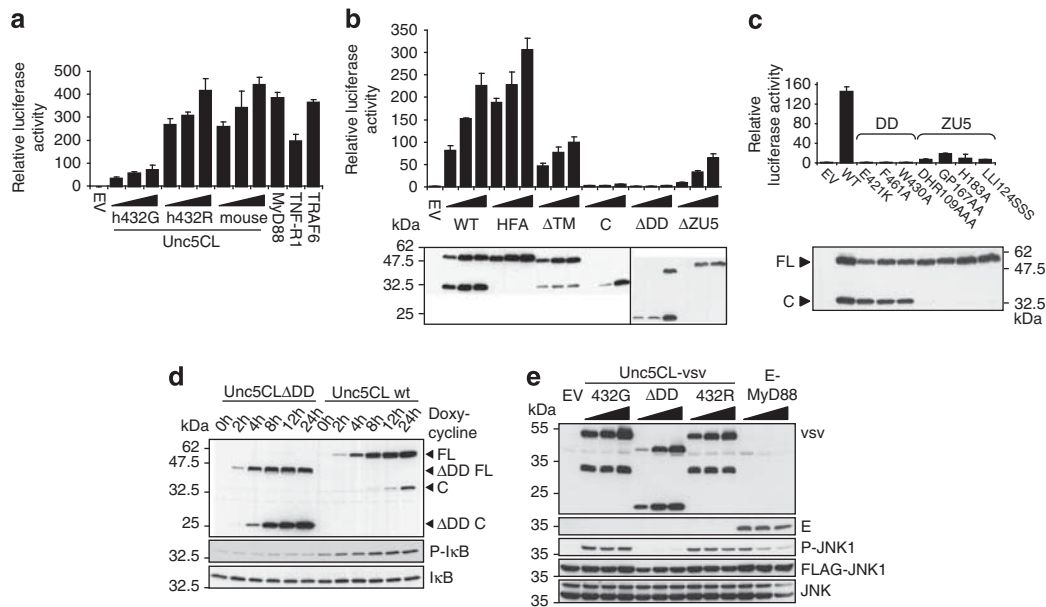 a
Relative luciferase activity
500
400
300
200
100
0
EV
h432G
h432R
mouse
Unc5CL
MyD88
TNF-R1
TRAF6
b
Relative luciferase activity
350
300
250
200
150
100
50
0
EV
WT
HFA
ΔTM
C
ΔDD
ΔZU5
kDa
62
47.5
32.5
25
c
Relative luciferase activity
160
120
80
40
0
DD
ZU5
EV
WT
E421K
F461A
W430A
DHR109AAA
GP167AA
H183A
LLI124SSS
FL
C
62
47.5
32.5
kDa
d
Unc5CLΔDD
Unc5CL wt
0h 2h 4h 8h 12h 24h 0h 2h 4h 8h 12h 24h
Doxy-
cycline
kDa
62
47.5
32.5
25
FL
ΔDD FL
C
ΔDD C
32.5
P-IκB
32.5
IκB
e
Unc5CL-vsv
E-
MyD88
EV
432G
ΔDD
432R
kDa
55
35
25
vsv
35
E
35
P-JNK1
35
FLAG-JNK1
35
JNK